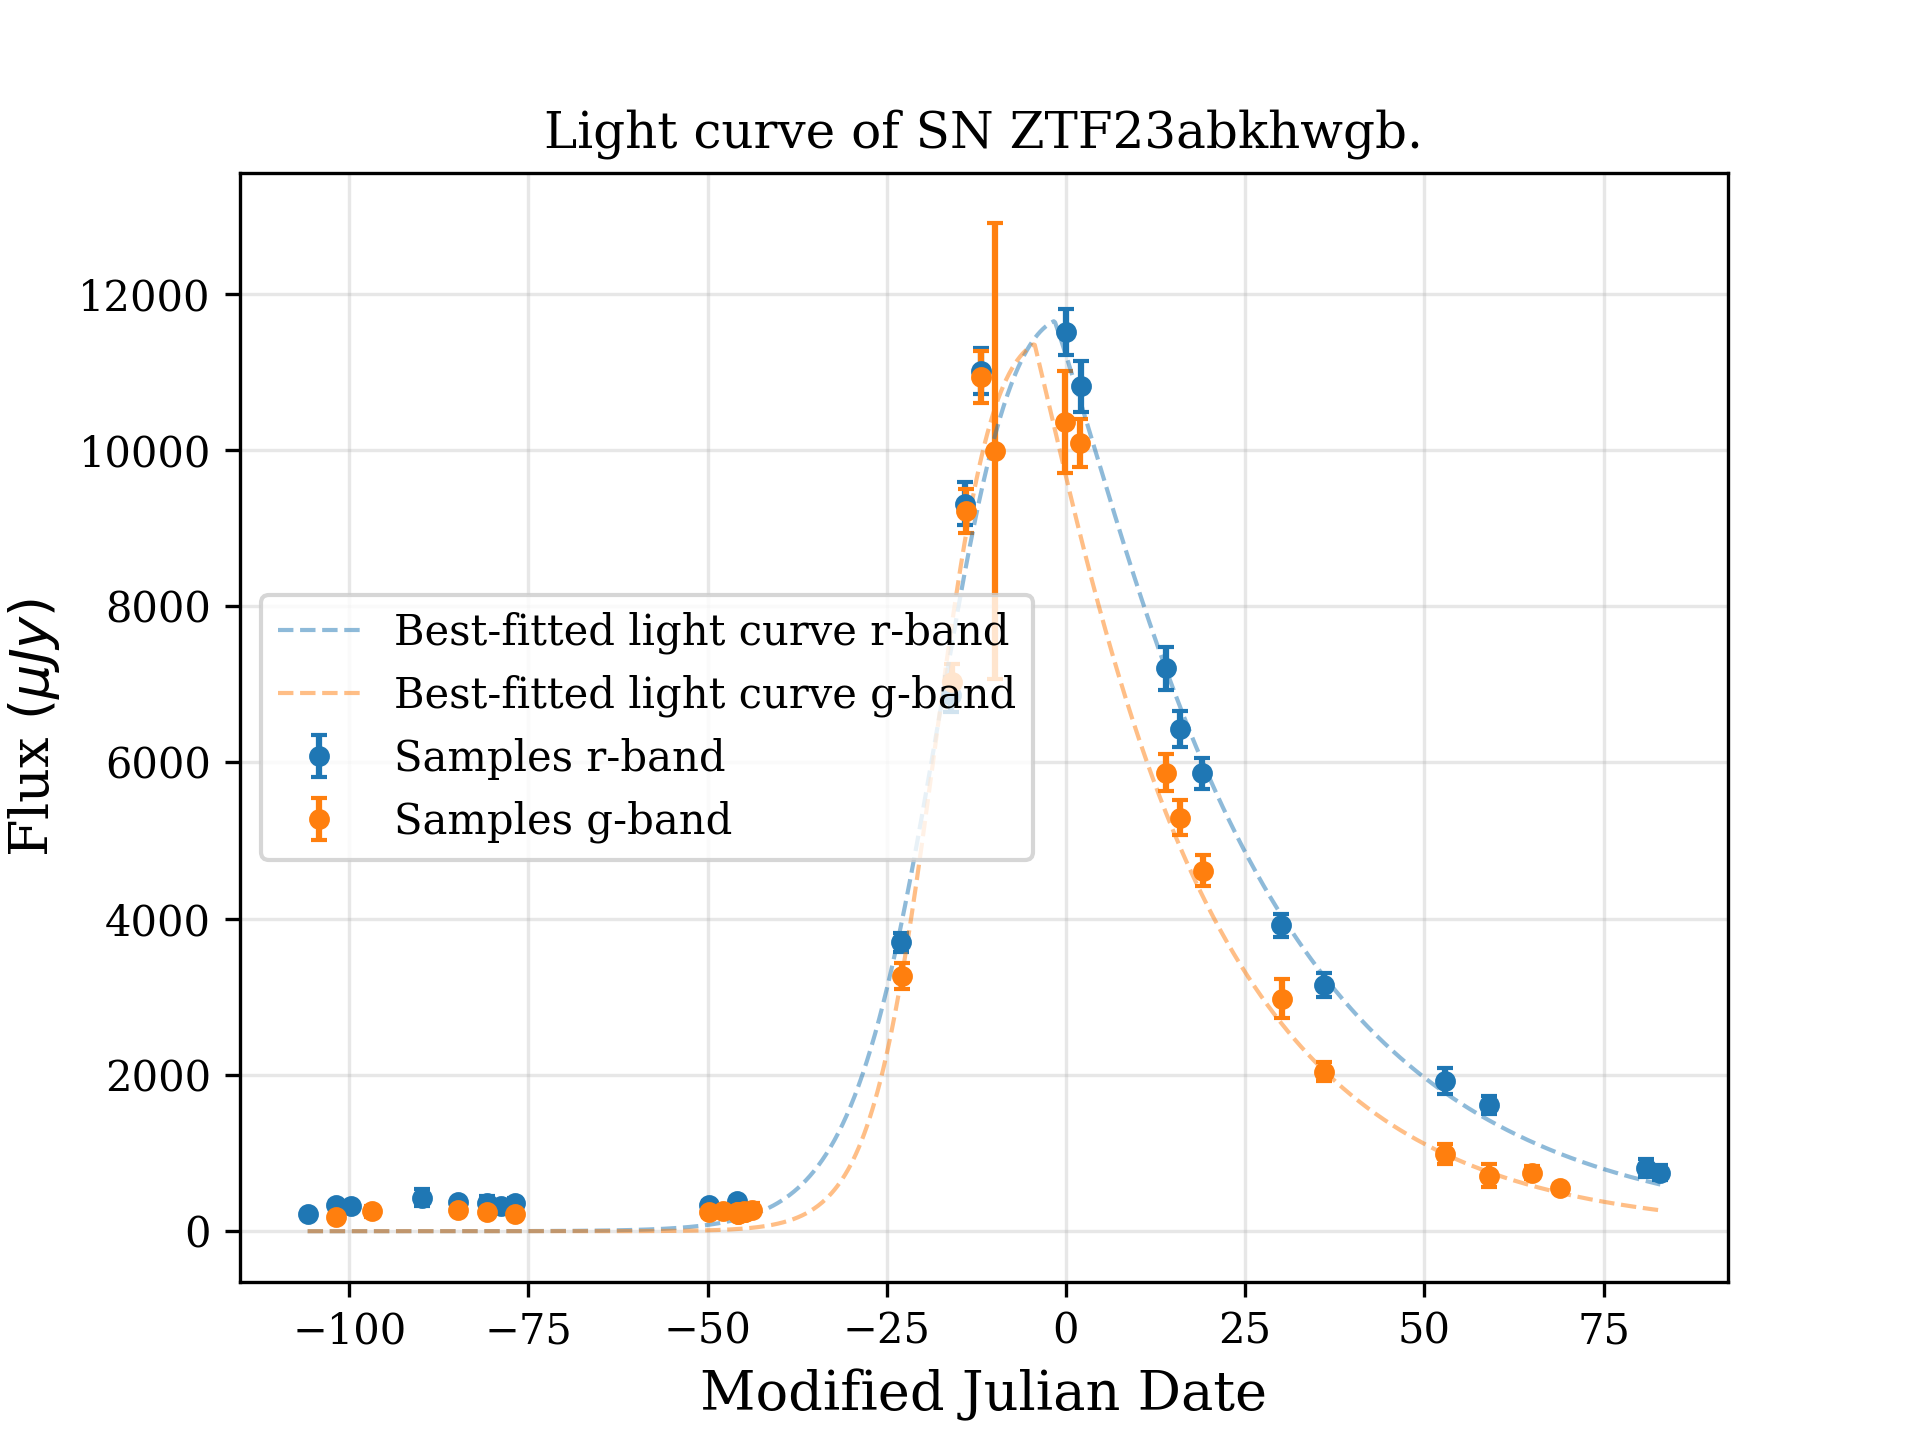 Light curve of SN ZTF23abkhwgb.
Flux (μJy)
12000
10000
8000
6000
4000
2000
0
Best-fitted light curve r-band
Best-fitted light curve g-band
Samples r-band
Samples g-band
−100 −75 −50 −25 0 25 50 75
Modified Julian Date